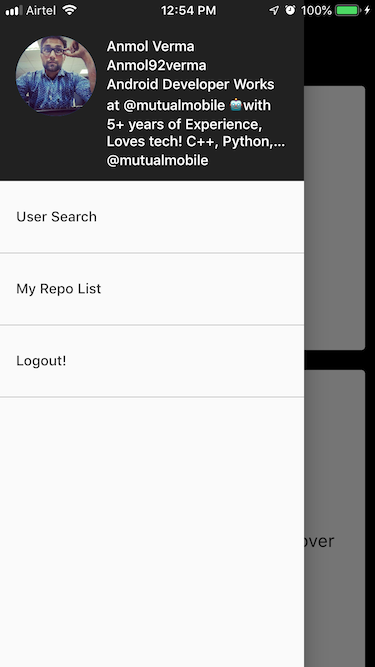 Airtel 12:54 PM 100%
Anmol Verma
Anmol92verma
Android Developer Works
at @mutualmobile 🤖with
5+ years of Experience,
Loves tech! C++, Python,...
@mutualmobile
User Search
My Repo List
Logout!
over